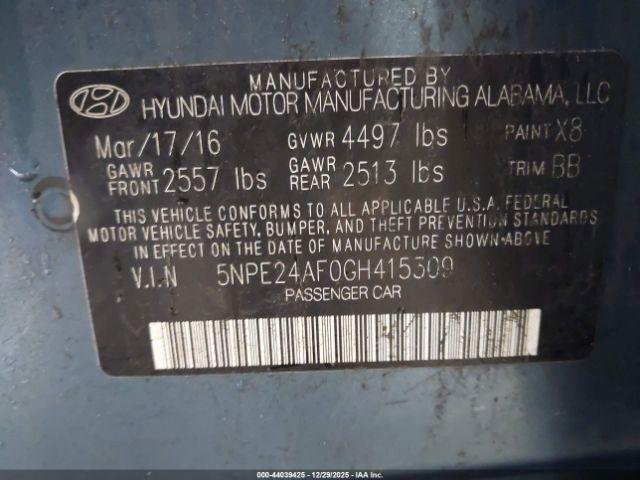 MANUFACTURED BY
HYUNDAI MOTOR MANUFACTURING ALABAMA, LLC
Mar/17/16 GVWR 4497 lbs PAINT X8
GAWR FRONT 2557 lbs GAWR REAR 2513 lbs TRIM BB
THIS VEHICLE CONFORMS TO ALL APPLICABLE U.S.A. FEDERAL
MOTOR VEHICLE SAFETY, BUMPER, AND THEFT PREVENTION STANDARDS
IN EFFECT ON THE DATE OF MANUFACTURE SHOWN ABOVE.
V.I.N 5NPE24AF0GH415309
PASSENGER CAR
000-44039425 - 12/29/2025 - IAAI.COM